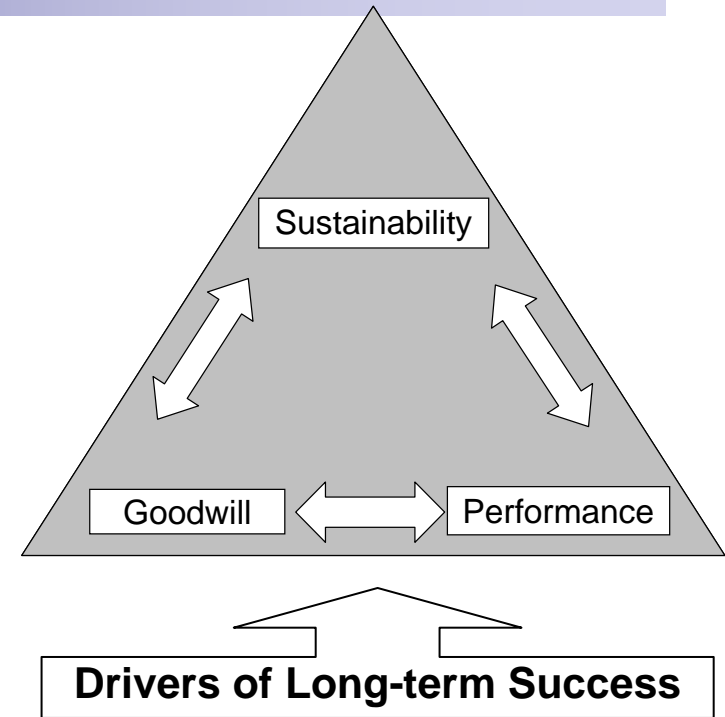 Sustainability
Goodwill
Performance
Drivers of Long-term Success